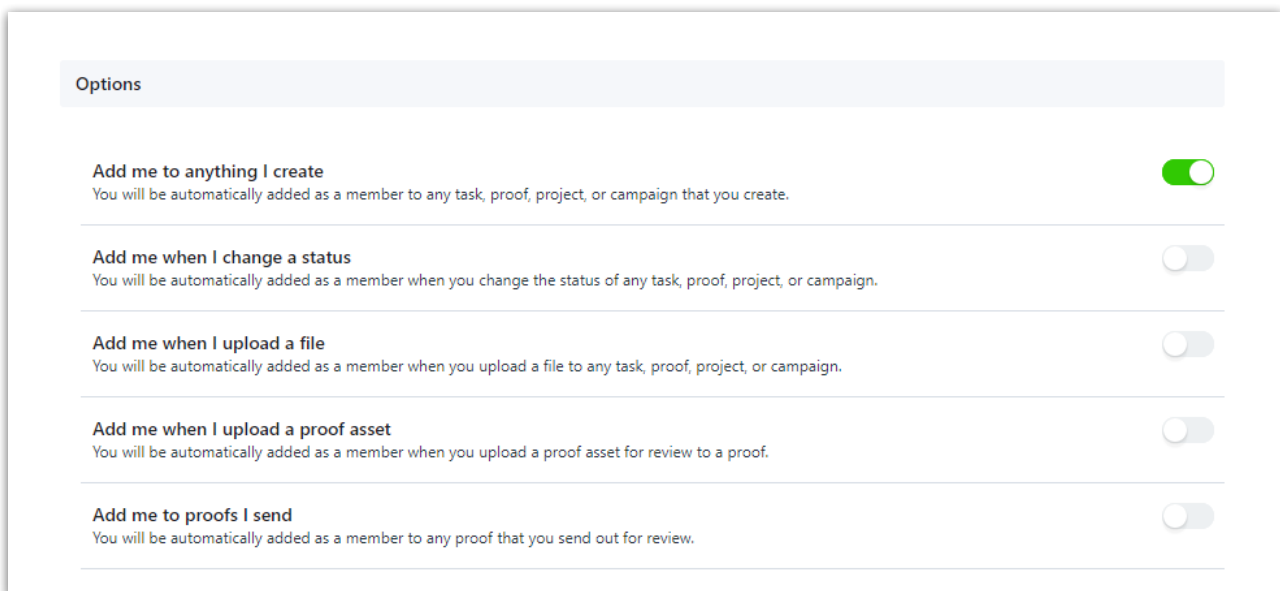 Options
Add me to anything I create
You will be automatically added as a member to any task, proof, project, or campaign that you create.
Add me when I change a status
You will be automatically added as a member when you change the status of any task, proof, project, or campaign.
Add me when I upload a file
You will be automatically added as a member when you upload a file to any task, proof, project, or campaign.
Add me when I upload a proof asset
You will be automatically added as a member when you upload a proof asset for review to a proof.
Add me to proofs I send
You will be automatically added as a member to any proof that you send out for review.